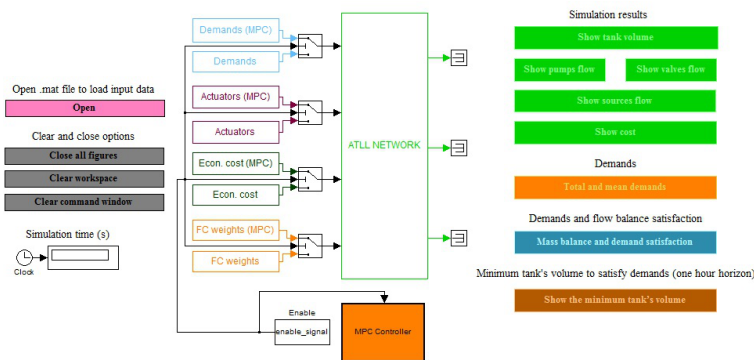 Open .mat file to load input data
Open
Clear and close options
Close all figures
Clear workspace
Clear command window
Simulation time (s)
Clock
Demands (MPC)
Demands
Actuators (MPC)
Actuators
Econ. cost (MPC)
Econ. cost
FC weights (MPC)
FC weights
Enable
enable_signal
MPC Controller
ATLL NETWORK
Simulation results
Show tank volume
Show pumps flow
Show valves flow
Show sources flow
Show cost
Demands
Total and mean demands
Demands and flow balance satisfaction
Mass balance and demand satisfaction
Minimum tank's volume to satisfy demands (one hour horizon)
Show the minimum tank's volume